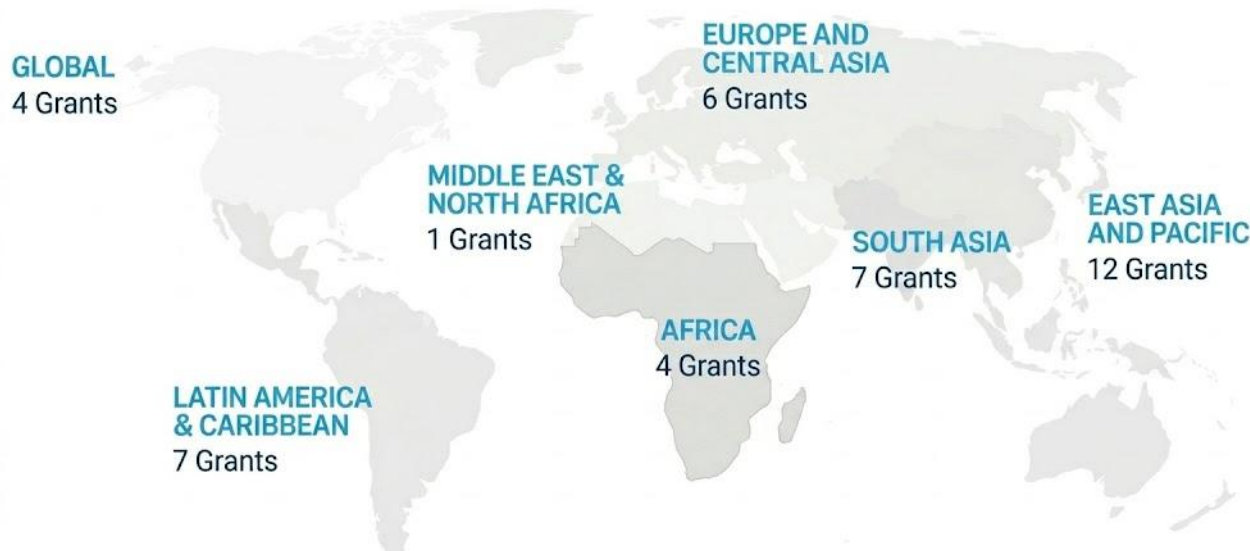 GLOBAL
4 Grants
EUROPE AND
CENTRAL ASIA
6 Grants
MIDDLE EAST &
NORTH AFRICA
1 Grants
SOUTH ASIA
7 Grants
EAST ASIA
AND PACIFIC
12 Grants
AFRICA
4 Grants
LATIN AMERICA
& CARIBBEAN
7 Grants